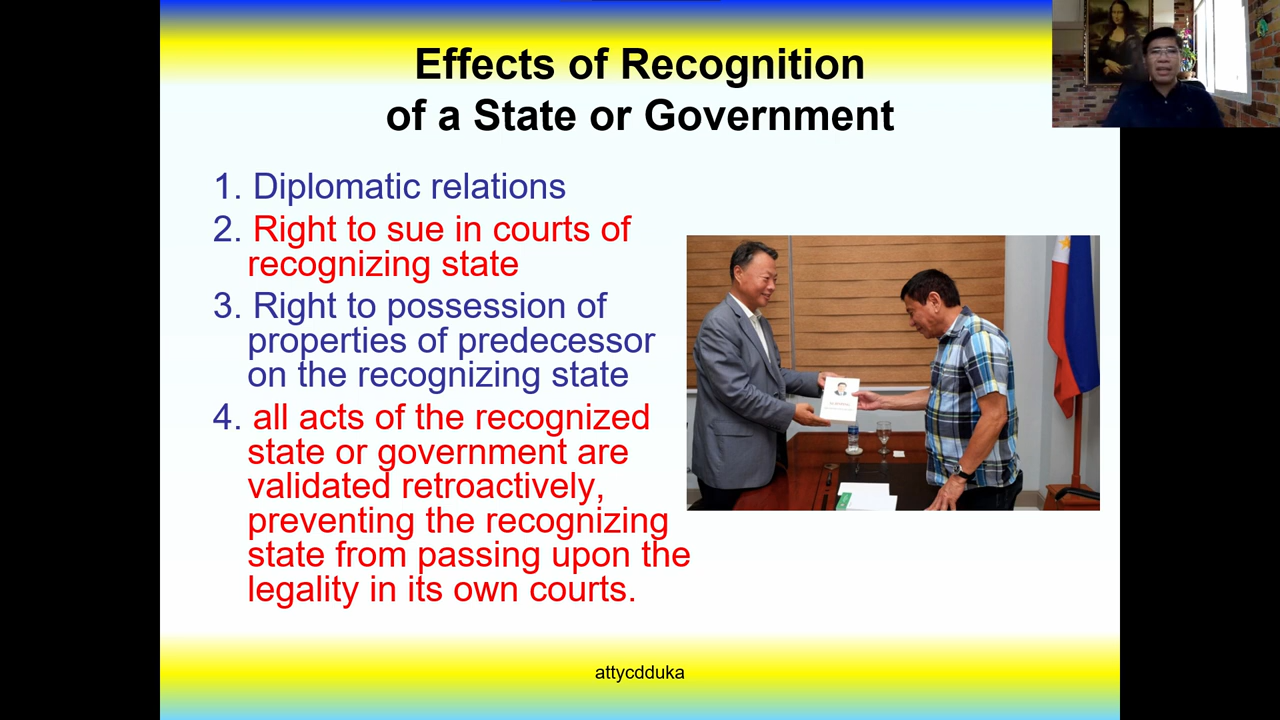 Effects of Recognition
of a State or Government
1. Diplomatic relations
2. Right to sue in courts of
recognizing state
3. Right to possession of
properties of predecessor
on the recognizing state
4. all acts of the recognized
state or government are
validated retroactively,
preventing the recognizing
state from passing upon the
legality in its own courts.
attycdduka